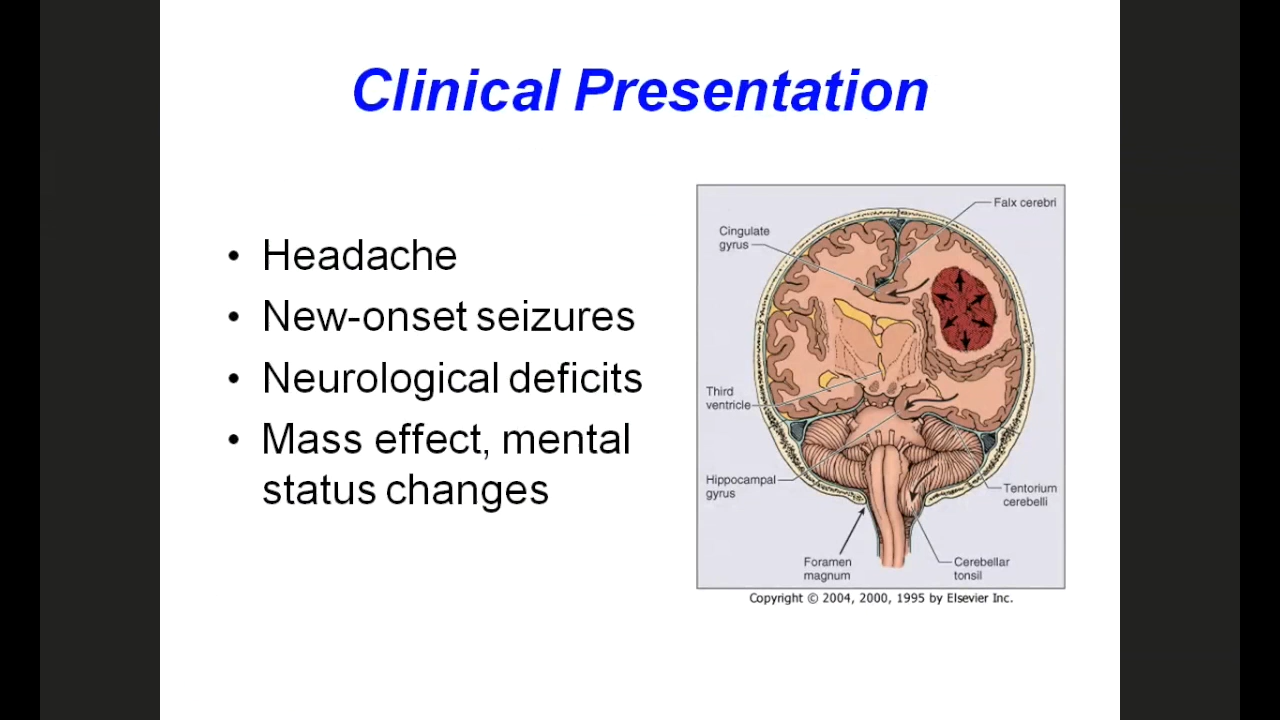 Clinical Presentation
• Headache
• New-onset seizures
• Neurological deficits
• Mass effect, mental
status changes
Falx cerebri
Cingulate
gyrus
Third
ventricle
Hippocampal
gyrus
Tentorium
cerebelli
Foramen
magnum
Cerebellar
tonsil
Copyright © 2004, 2000, 1995 by Elsevier Inc.